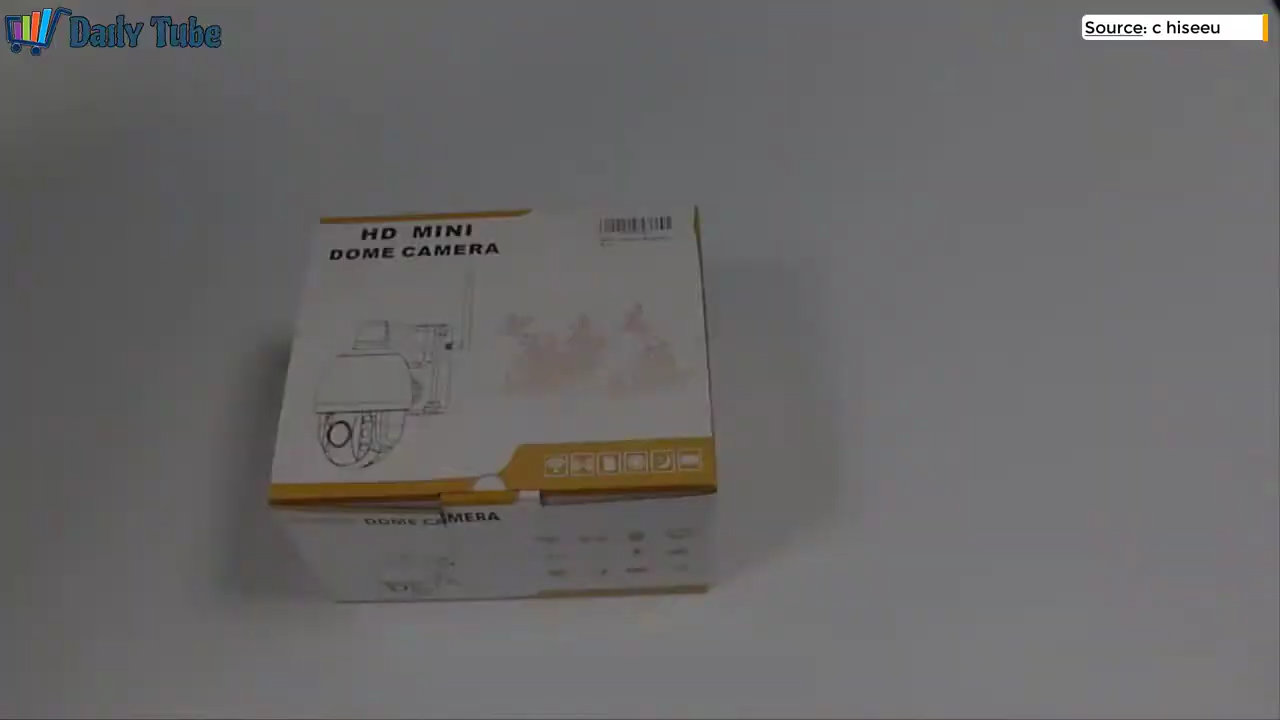 Daily Tube
Source: c hiseeu
HD MINI
DOME CAMERA
DOME CAMERA